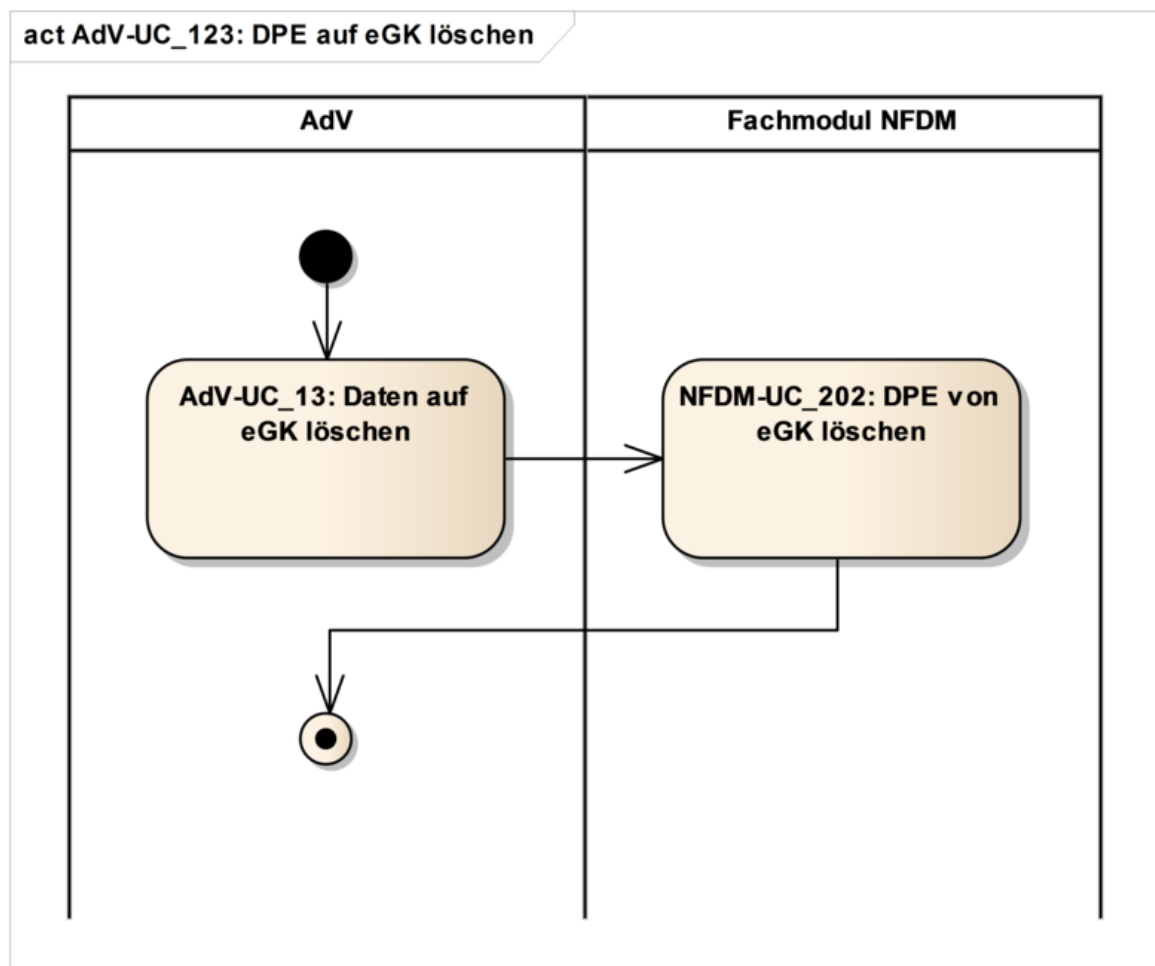 act AdV-UC_123: DPE auf eGK löschen
AdV
Fachmodul NFDM
AdV-UC_13: Daten auf
eGK löschen
NFDM-UC_202: DPE von
eGK löschen